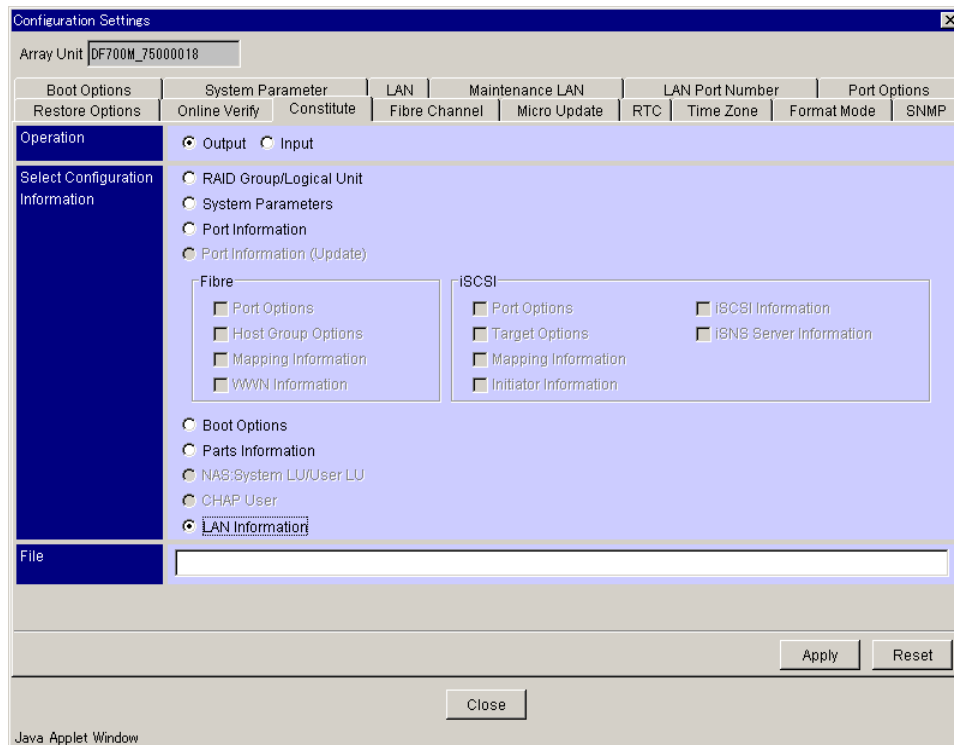 Configuration Settings
Array Unit DF700M_75000018
Boot Options System Parameter LAN Maintenance LAN LAN Port Number Port Options
Restore Options Online Verify Constitute Fibre Channel Micro Update RTC Time Zone Format Mode SNMP
Operation Output Input
Select Configuration Information
RAID Group/Logical Unit
System Parameters
Port Information
Port Information (Update)
Fibre iSCSI
Port Options Port Options iSCSI Information
Host Group Options Target Options iSNS Server Information
Mapping Information Mapping Information
WWN Information Initiator Information
Boot Options
Parts Information
NAS:System LU/User LU
CHAP User
LAN Information
File
Apply Reset
Close
Java Applet Window